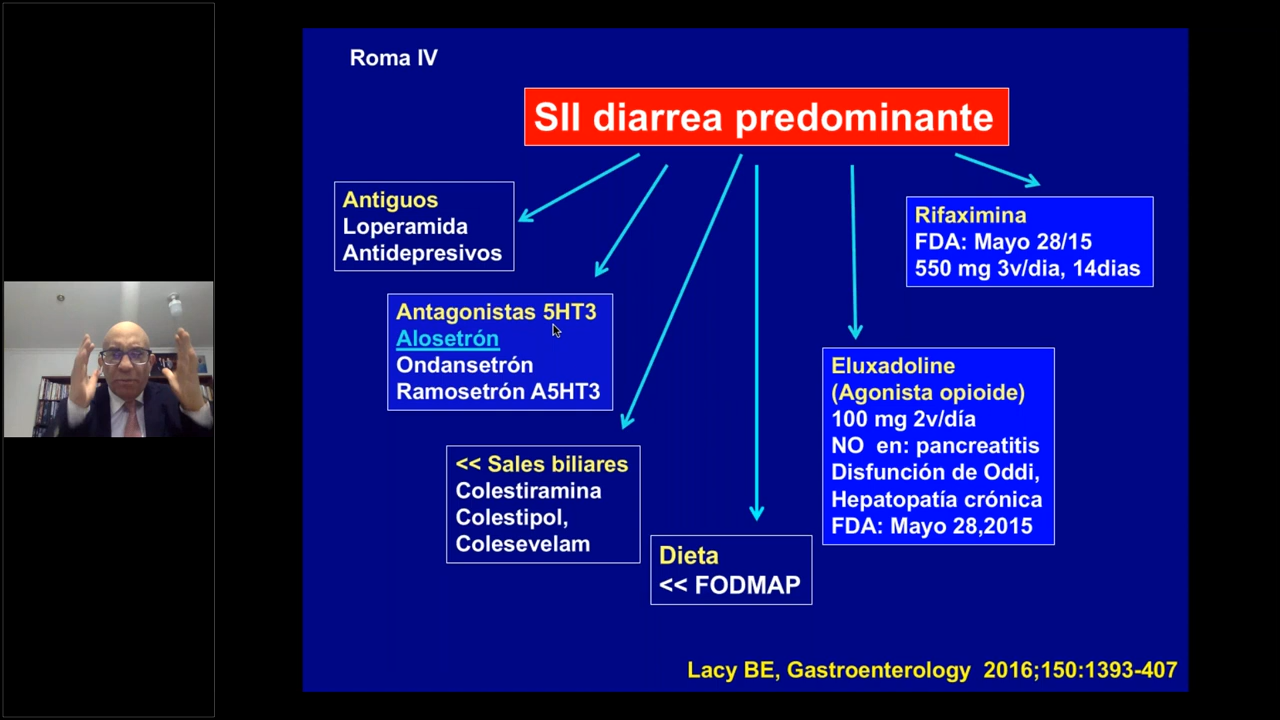 Roma IV
SII diarrea predominante
Antiguos
Loperamida
Antidepresivos
Antagonistas 5HT3
Alosetrón
Ondansetrón
Ramosetrón A5HT3
<< Sales biliares
Colestiramina
Colestipol,
Colesevelam
Dieta
<< FODMAP
Eluxadoline
(Agonista opioide)
100 mg 2v/día
NO en: pancreatitis
Disfunción de Oddi,
Hepatopatía crónica
FDA: Mayo 28,2015
Rifaximina
FDA: Mayo 28/15
550 mg 3v/dia, 14dias
Lacy BE, Gastroenterology 2016;150:1393-407